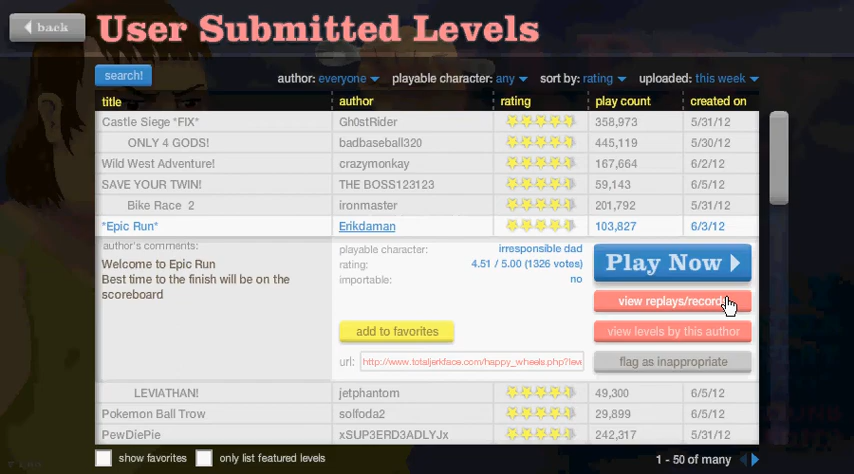 back
User Submitted Levels
search!
author: everyone playable character: any sort by: rating uploaded: this week
title author rating play count created on
Castle Siege *FIX* Gh0stRider 358,973 5/31/12
ONLY 4 GODS! badbaseball320 445,119 5/30/12
Wild West Adventure! crazymonkay 167,664 6/2/12
SAVE YOUR TWIN! THE BOSS123123 59,143 6/5/12
Bike Race 2 ironmaster 201,792 5/31/12
*Epic Run* Erikdaman 103,827 6/3/12
author's comments:
Welcome to Epic Run
Best time to the finish will be on the
scoreboard
playable character: irresponsible dad
rating: 4.51 / 5.00 (1326 votes)
importable: no
Play Now
view replays/record
add to favorites
view levels by this author
url: http://www.totaljerkface.com/happy_wheels.php?lev
flag as inappropriate
LEVIATHAN! jetphantom 49,300 6/5/12
Pokemon Ball Trow solfoda2 29,899 6/5/12
PewDiePie xSUP3ERD3ADLYJx 242,317 5/31/12
show favorites only list featured levels 1 - 50 of many